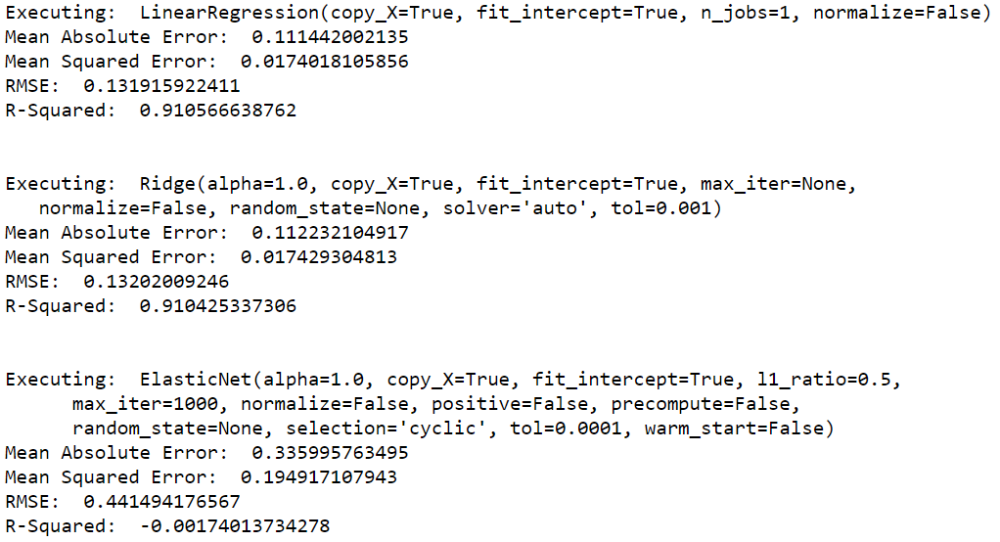 Executing:  LinearRegression(copy_X=True, fit_intercept=True, n_jobs=1, normalize=False)
Mean Absolute Error:  0.111442002135
Mean Squared Error:  0.0174018105856
RMSE:  0.131915922411
R-Squared:  0.910566638762
Executing:  Ridge(alpha=1.0, copy_X=True, fit_intercept=True, max_iter=None,
   normalize=False, random_state=None, solver='auto', tol=0.001)
Mean Absolute Error:  0.112232104917
Mean Squared Error:  0.017429304813
RMSE:  0.13202009246
R-Squared:  0.910425337306
Executing:  ElasticNet(alpha=1.0, copy_X=True, fit_intercept=True, l1_ratio=0.5,
      max_iter=1000, normalize=False, positive=False, precompute=False,
      random_state=None, selection='cyclic', tol=0.0001, warm_start=False)
Mean Absolute Error:  0.335995763495
Mean Squared Error:  0.194917107943
RMSE:  0.441494176567
R-Squared:  -0.00174013734278